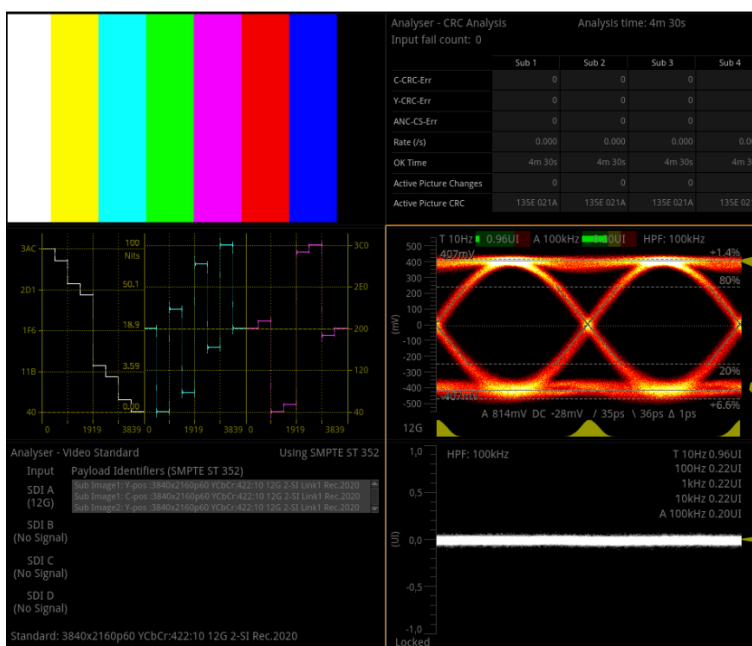 Analyser - CRC Analysis Analysis time: 4m 30s
Input fail count: 0
Sub 1 Sub 2 Sub 3 Sub 4
C-CRC-Err 0 0 0
Y-CRC-Err 0 0 0
ANC-CS-Err 0 0 0
Rate (/s) 0.000 0.000 0.000 0.00
OK Time 4m 30s 4m 30s 4m 30s 4m 3
Active Picture Changes 0 0 0
Active Picture CRC 135E 021A 135E 021A 135E 021A 135E 02
3AC 100 3C0
Nits
2D1 50.1 2E0
1F6 18.9 200
11B 3.59 120
40 0.00 40
0 1919 3839 0 1919 3839
T 10Hz 0.96UI A 100kHz HPF: 100kHz
500
400 407mV +1.4%
300 80%
200
100
(mV) 0
-100
-200
-300 20%
-400 -407mV
-500 +6.6%
A 814mV DC -28mV / 35ps \ 36ps Δ 1ps
12G
Analyser - Video Standard Using SMPTE ST 352
Input Payload Identifiers (SMPTE ST 352)
SDI A Sub Image1: Y-pos :3840x2160p60 YCbCr:422:10 12G 2-SI Link1 Rec.2020
(12G) Sub Image1: C-pos :3840x2160p60 YCbCr:422:10 12G 2-SI Link1 Rec.2020
Sub Image2: Y-pos :3840x2160p60 YCbCr:422:10 12G 2-SI Link1 Rec.2020
SDI B
(No Signal)
SDI C
(No Signal)
SDI D
(No Signal)
Standard: 3840x2160p60 YCbCr:422:10 12G 2-SI Rec.2020
1,0 HPF: 100kHz T 10Hz 0.96UI
100Hz 0.22UI
1kHz 0.22UI
0,5 10kHz 0.22UI
A 100kHz 0.20UI
(UI) 0,0
-0,5
-1,0
Locked